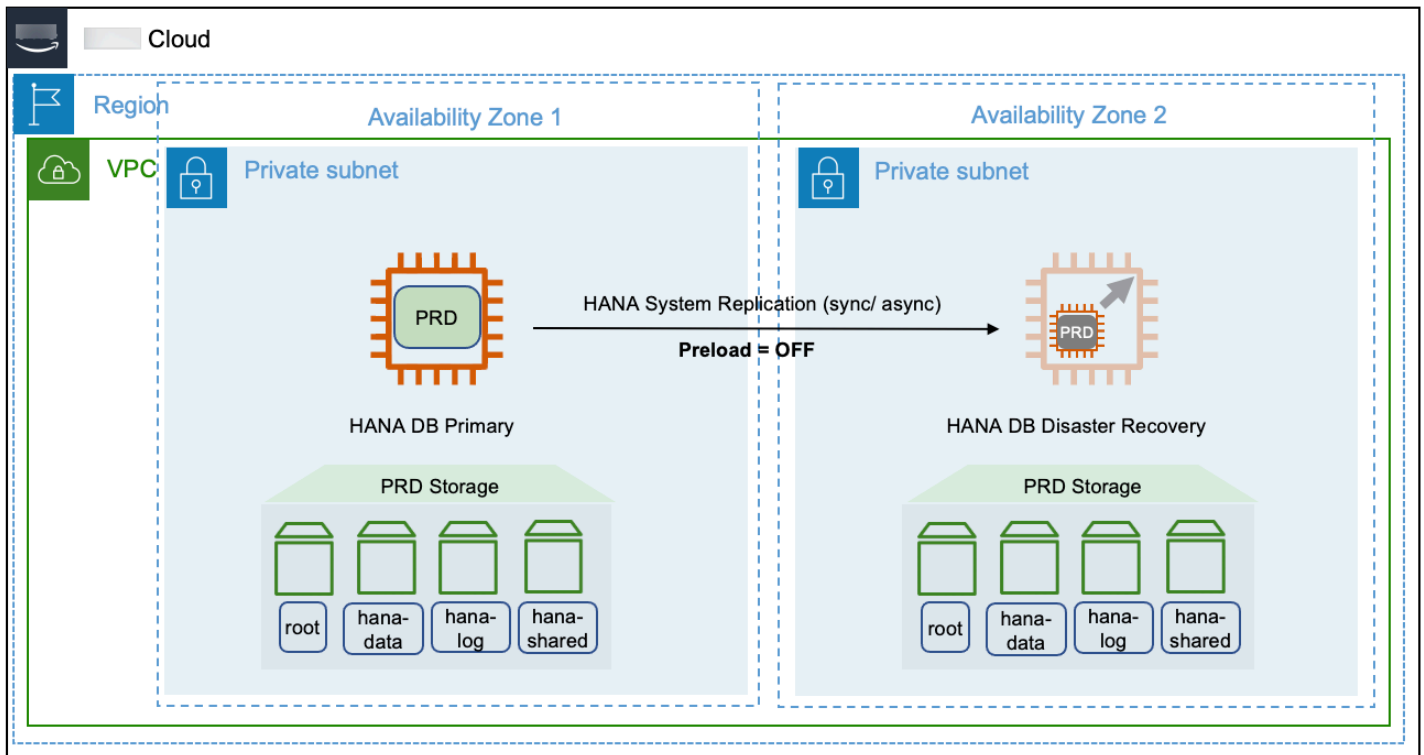 Cloud
Region
Availability Zone 1
Availability Zone 2
VPC
Private subnet
Private subnet
PRD
HANA System Replication (sync/ async)
Preload = OFF
PRD
HANA DB Primary
HANA DB Disaster Recovery
PRD Storage
PRD Storage
root
hana-
data
hana-
log
hana-
shared
root
hana-
data
hana-
log
hana-
shared